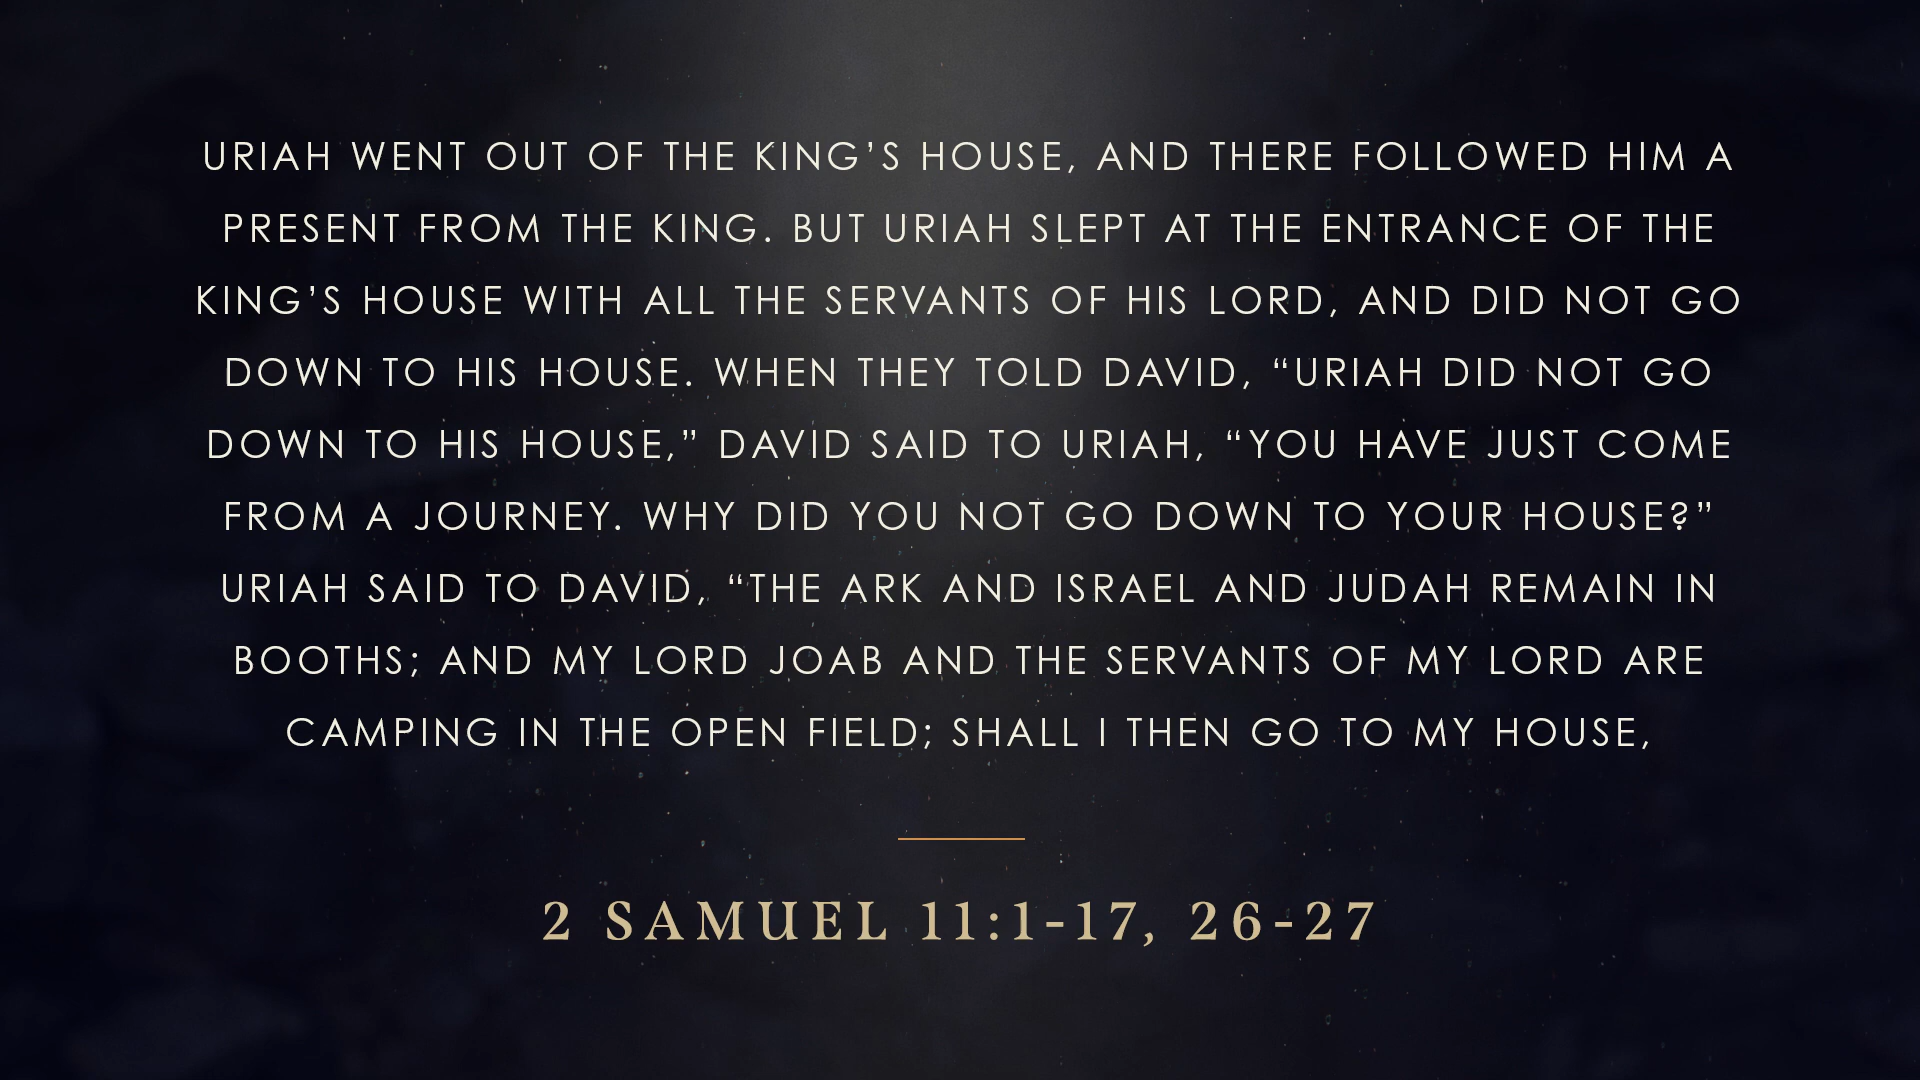 URIAH WENT OUT OF THE KING’S HOUSE, AND THERE FOLLOWED HIM A
PRESENT FROM THE KING. BUT URIAH SLEPT AT THE ENTRANCE OF THE
KING’S HOUSE WITH ALL THE SERVANTS OF HIS LORD, AND DID NOT GO
DOWN TO HIS HOUSE. WHEN THEY TOLD DAVID, “URIAH DID NOT GO
DOWN TO HIS HOUSE,” DAVID SAID TO URIAH, “YOU HAVE JUST COME
FROM A JOURNEY. WHY DID YOU NOT GO DOWN TO YOUR HOUSE?”
URIAH SAID TO DAVID, “THE ARK AND ISRAEL AND JUDAH REMAIN IN
BOOTHS; AND MY LORD JOAB AND THE SERVANTS OF MY LORD ARE
CAMPING IN THE OPEN FIELD; SHALL I THEN GO TO MY HOUSE,
2 SAMUEL 11:1-17, 26-27